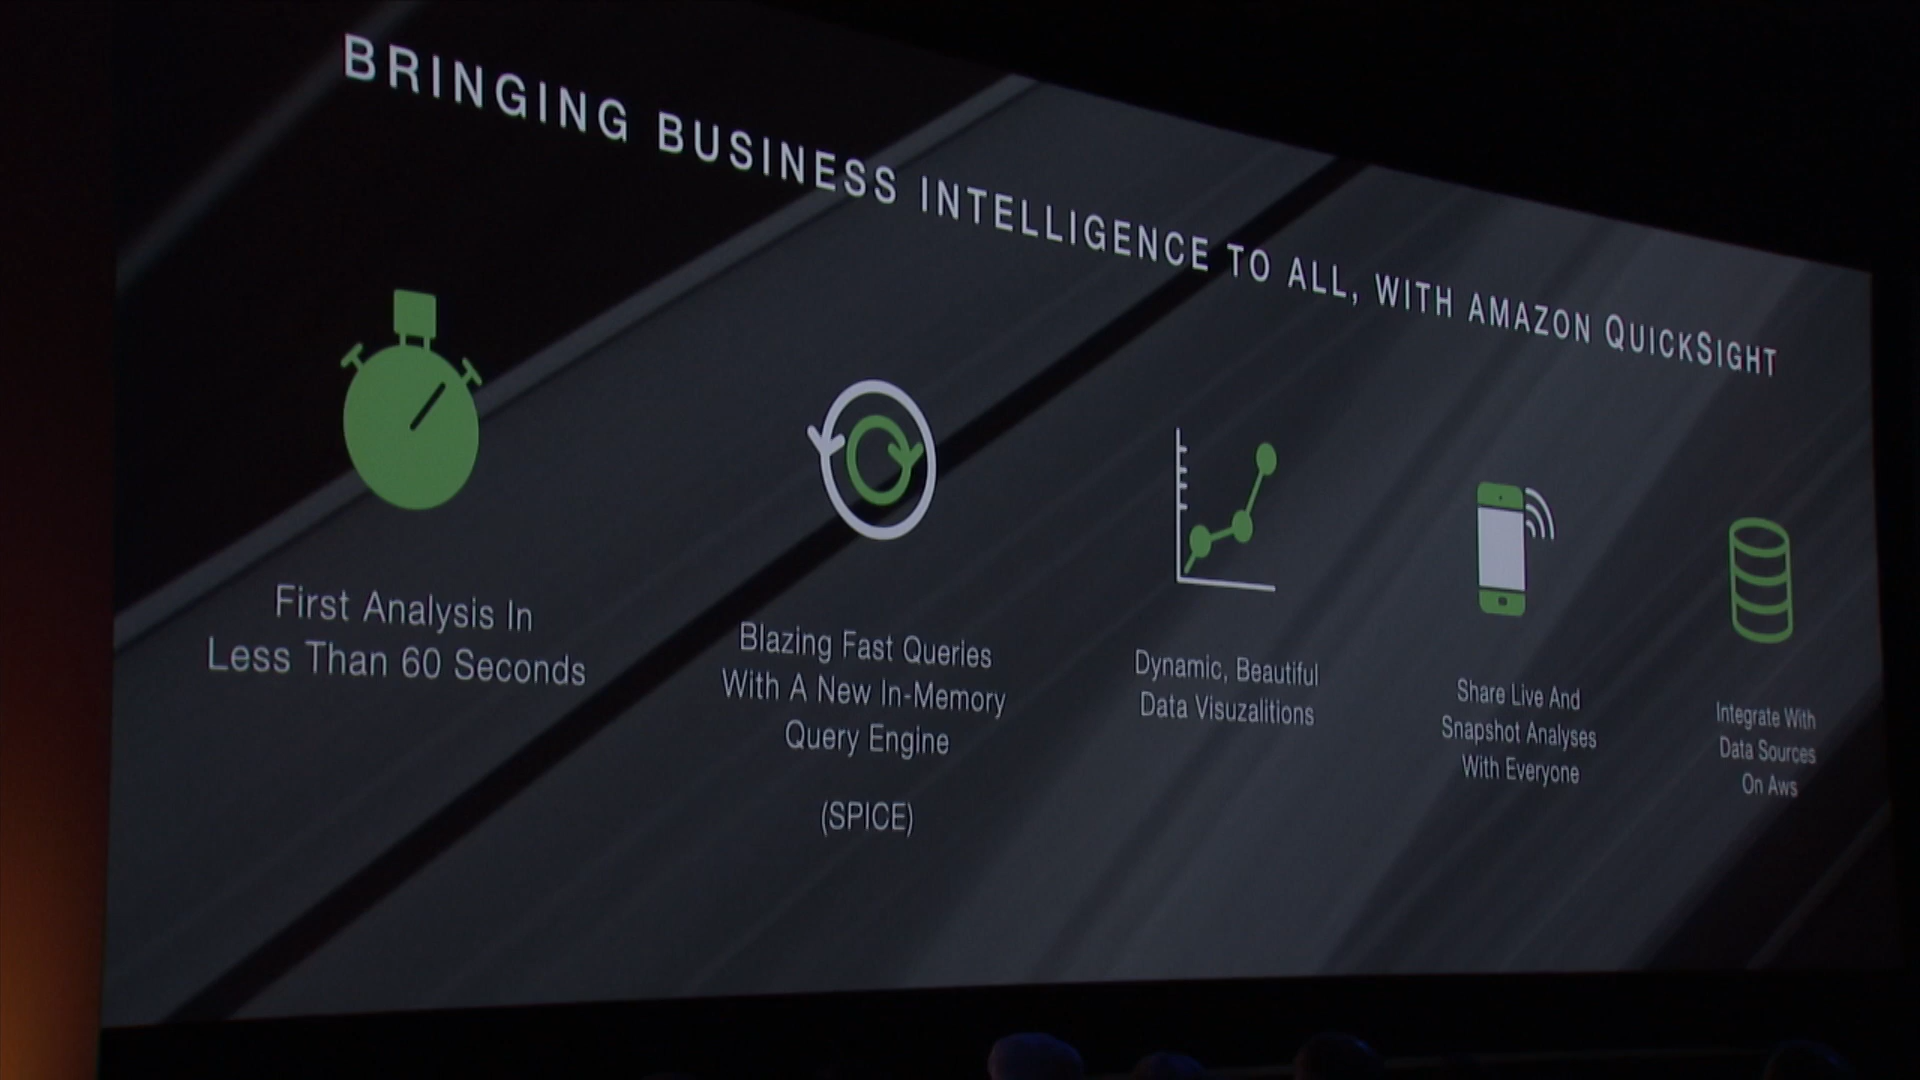 BRINGING BUSINESS INTELLIGENCE TO ALL, WITH AMAZON QUICKSIGHT
First Analysis In
Less Than 60 Seconds
Blazing Fast Queries
With A New In-Memory
Query Engine
(SPICE)
Dynamic, Beautiful
Data Visuzalitions
Share Live And
Snapshot Analyses
With Everyone
Integrate With
Data Sources
On Aws